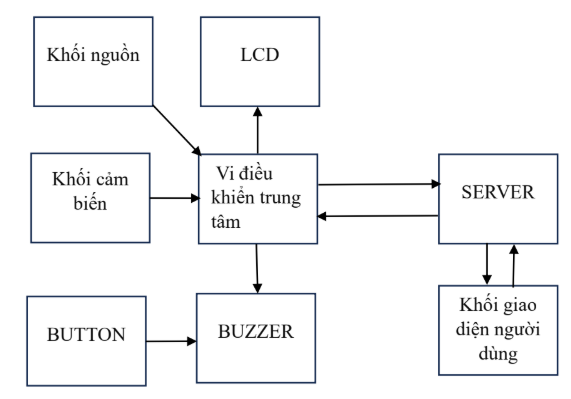 Khối nguồn
LCD
Khối cảm
biến
Vi điều
khiển trung
tâm
SERVER
BUTTON
BUZZER
Khối giao
diện người
dùng